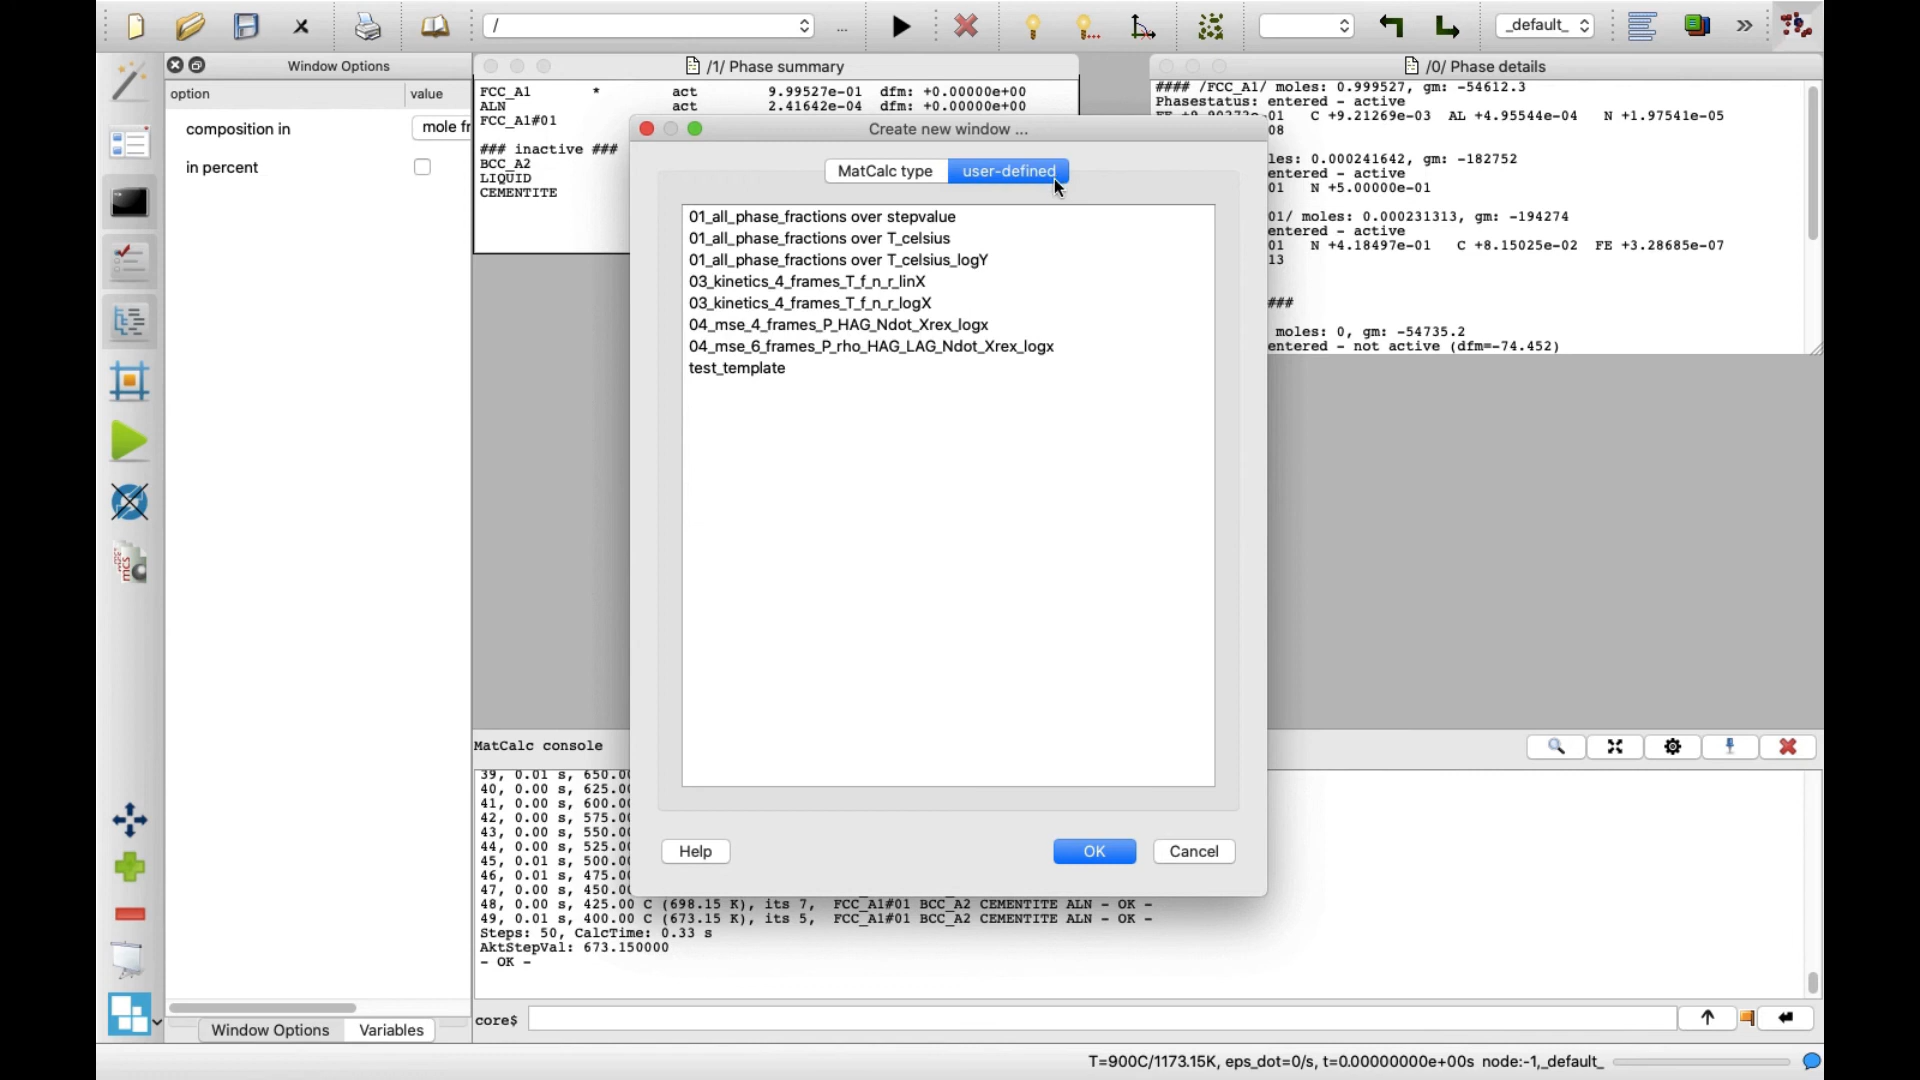 /
...
...
_default_
»
Window Options
option
value
composition in
mole fr
in percent
/1/ Phase summary
FCC_A1 * act 9.99527e-01 dfm: +0.00000e+00
ALN act 2.41642e-04 dfm: +0.00000e+00
FCC_A1#01
### inactive ###
BCC_A2
LIQUID
CEMENTITE
/0/ Phase details
#### /FCC_A1/ moles: 0.999527, gm: -54612.3
Phasestatus: entered - active
01 C +9.21269e-03 AL +4.95544e-04 N +1.97541e-05
08
les: 0.000241642, gm: -182752
entered - active
01 N +5.00000e-01
01/ moles: 0.000231313, gm: -194274
entered - active
01 N +4.18497e-01 C +8.15025e-02 FE +3.28685e-07
13
###
moles: 0, gm: -54735.2
entered - not active (dfm=-74.452)
Create new window ...
MatCalc type
user-defined
01_all_phase_fractions over stepvalue
01_all_phase_fractions over T_celsius
01_all_phase_fractions over T_celsius_logY
03_kinetics_4_frames_T_f_n_r_linX
03_kinetics_4_frames_T_f_n_r_logX
04_mse_4_frames_P_HAG_Ndot_Xrex_logx
04_mse_6_frames_P_rho_HAG_LAG_Ndot_Xrex_logx
test_template
Help
OK
Cancel
MatCalc console
39, 0.01 s, 650.00
40, 0.00 s, 625.00
41, 0.00 s, 600.00
42, 0.00 s, 575.00
43, 0.00 s, 550.00
44, 0.00 s, 525.00
45, 0.01 s, 500.00
46, 0.01 s, 475.00
47, 0.00 s, 450.00
48, 0.00 s, 425.00 C (698.15 K), its 7, FCC_A1#01 BCC_A2 CEMENTITE ALN - OK -
49, 0.01 s, 400.00 C (673.15 K), its 5, FCC_A1#01 BCC_A2 CEMENTITE ALN - OK -
Steps: 50, CalcTime: 0.33 s
AktStepVal: 673.150000
- OK -
core$
Window Options
Variables
T=900C/1173.15K, eps_dot=0/s, t=0.00000000e+00s node:-1,_default_